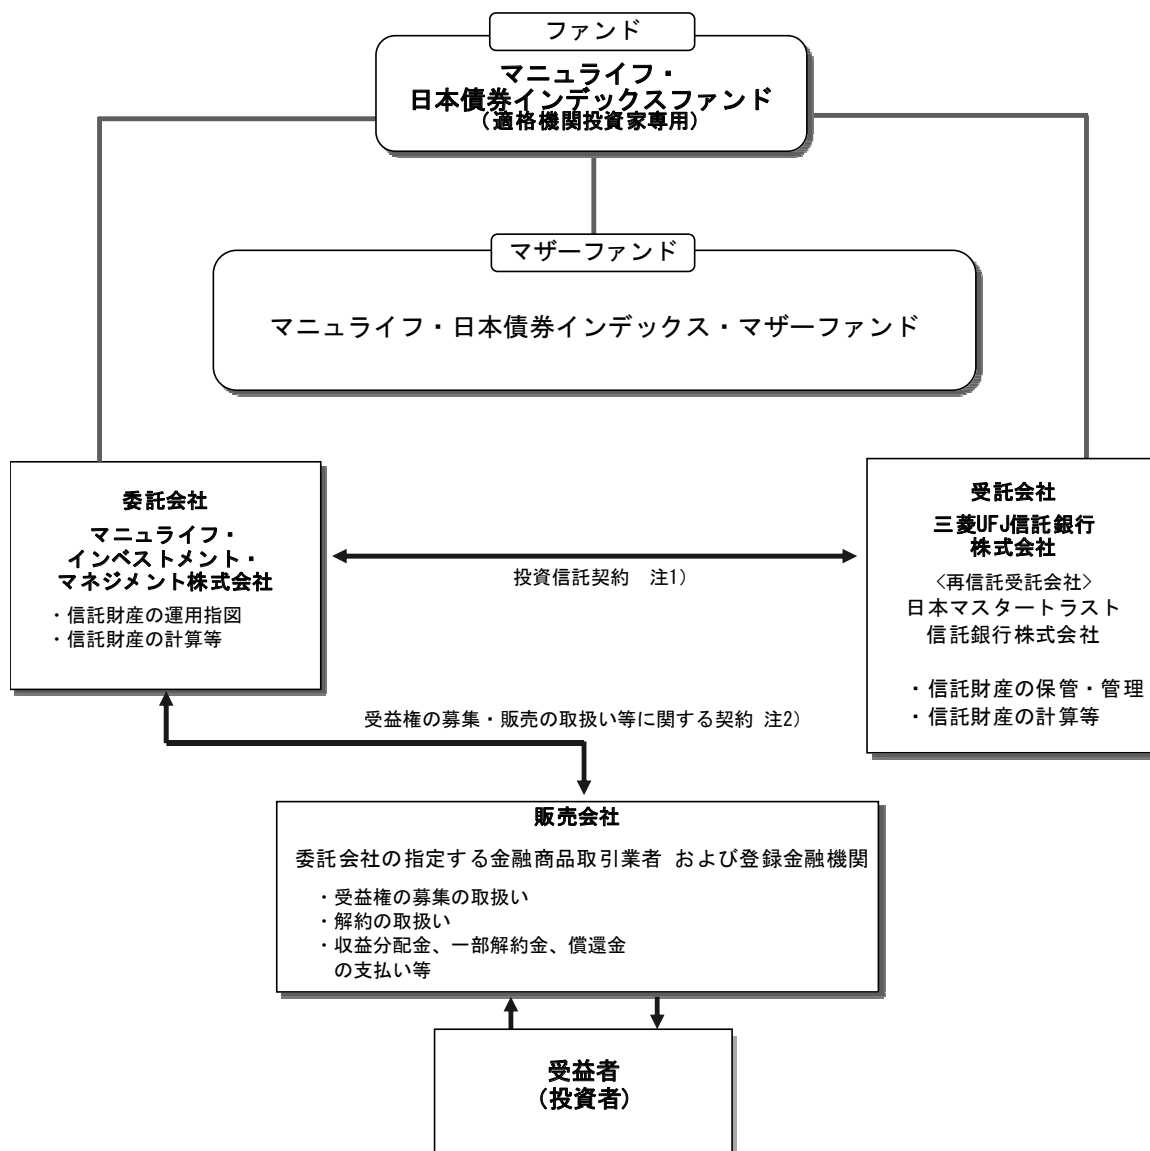 ファンド
マニュライフ・
日本債券インデックスファンド
（適格機関投資家専用）
マザーファンド
マニュライフ・日本債券インデックス・マザーファンド
委託会社
マニュライフ・
インベストメント・
マネジメント株式会社
・信託財産の運用指図
・信託財産の計算等
投資信託契約　注1）
受託会社
三菱UFJ信託銀行
株式会社
〈再信託受託会社〉
日本マスタートラスト
信託銀行株式会社
・信託財産の保管・管理
・信託財産の計算等
受益権の募集・販売の取扱い等に関する契約 注2）
販売会社
委託会社の指定する金融商品取引業者 および登録金融機関
・受益権の募集の取扱い
・解約の取扱い
・収益分配金、一部解約金、償還金
の支払い等
受益者
（投資者）